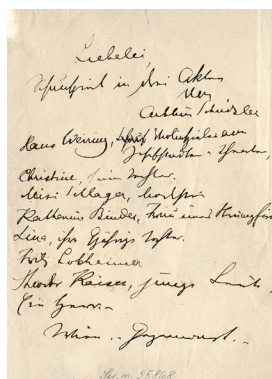 Liebelei,
Schauspiel in drei Akten
von
Arthur Schnitzler
Hans Weiring, Violinspieler am
Josefstädter Theater.
Christine, seine Tochter.
Mizi Schlager, Modistin
Katharina Binder, Frau eines Strumpfwirkers
Lina, ihre 9jährige Tochter.
Fritz Lobheimer
Theodor Kaiser, junge Leute.
Ein Herr.
Wien - Gegenwart. -